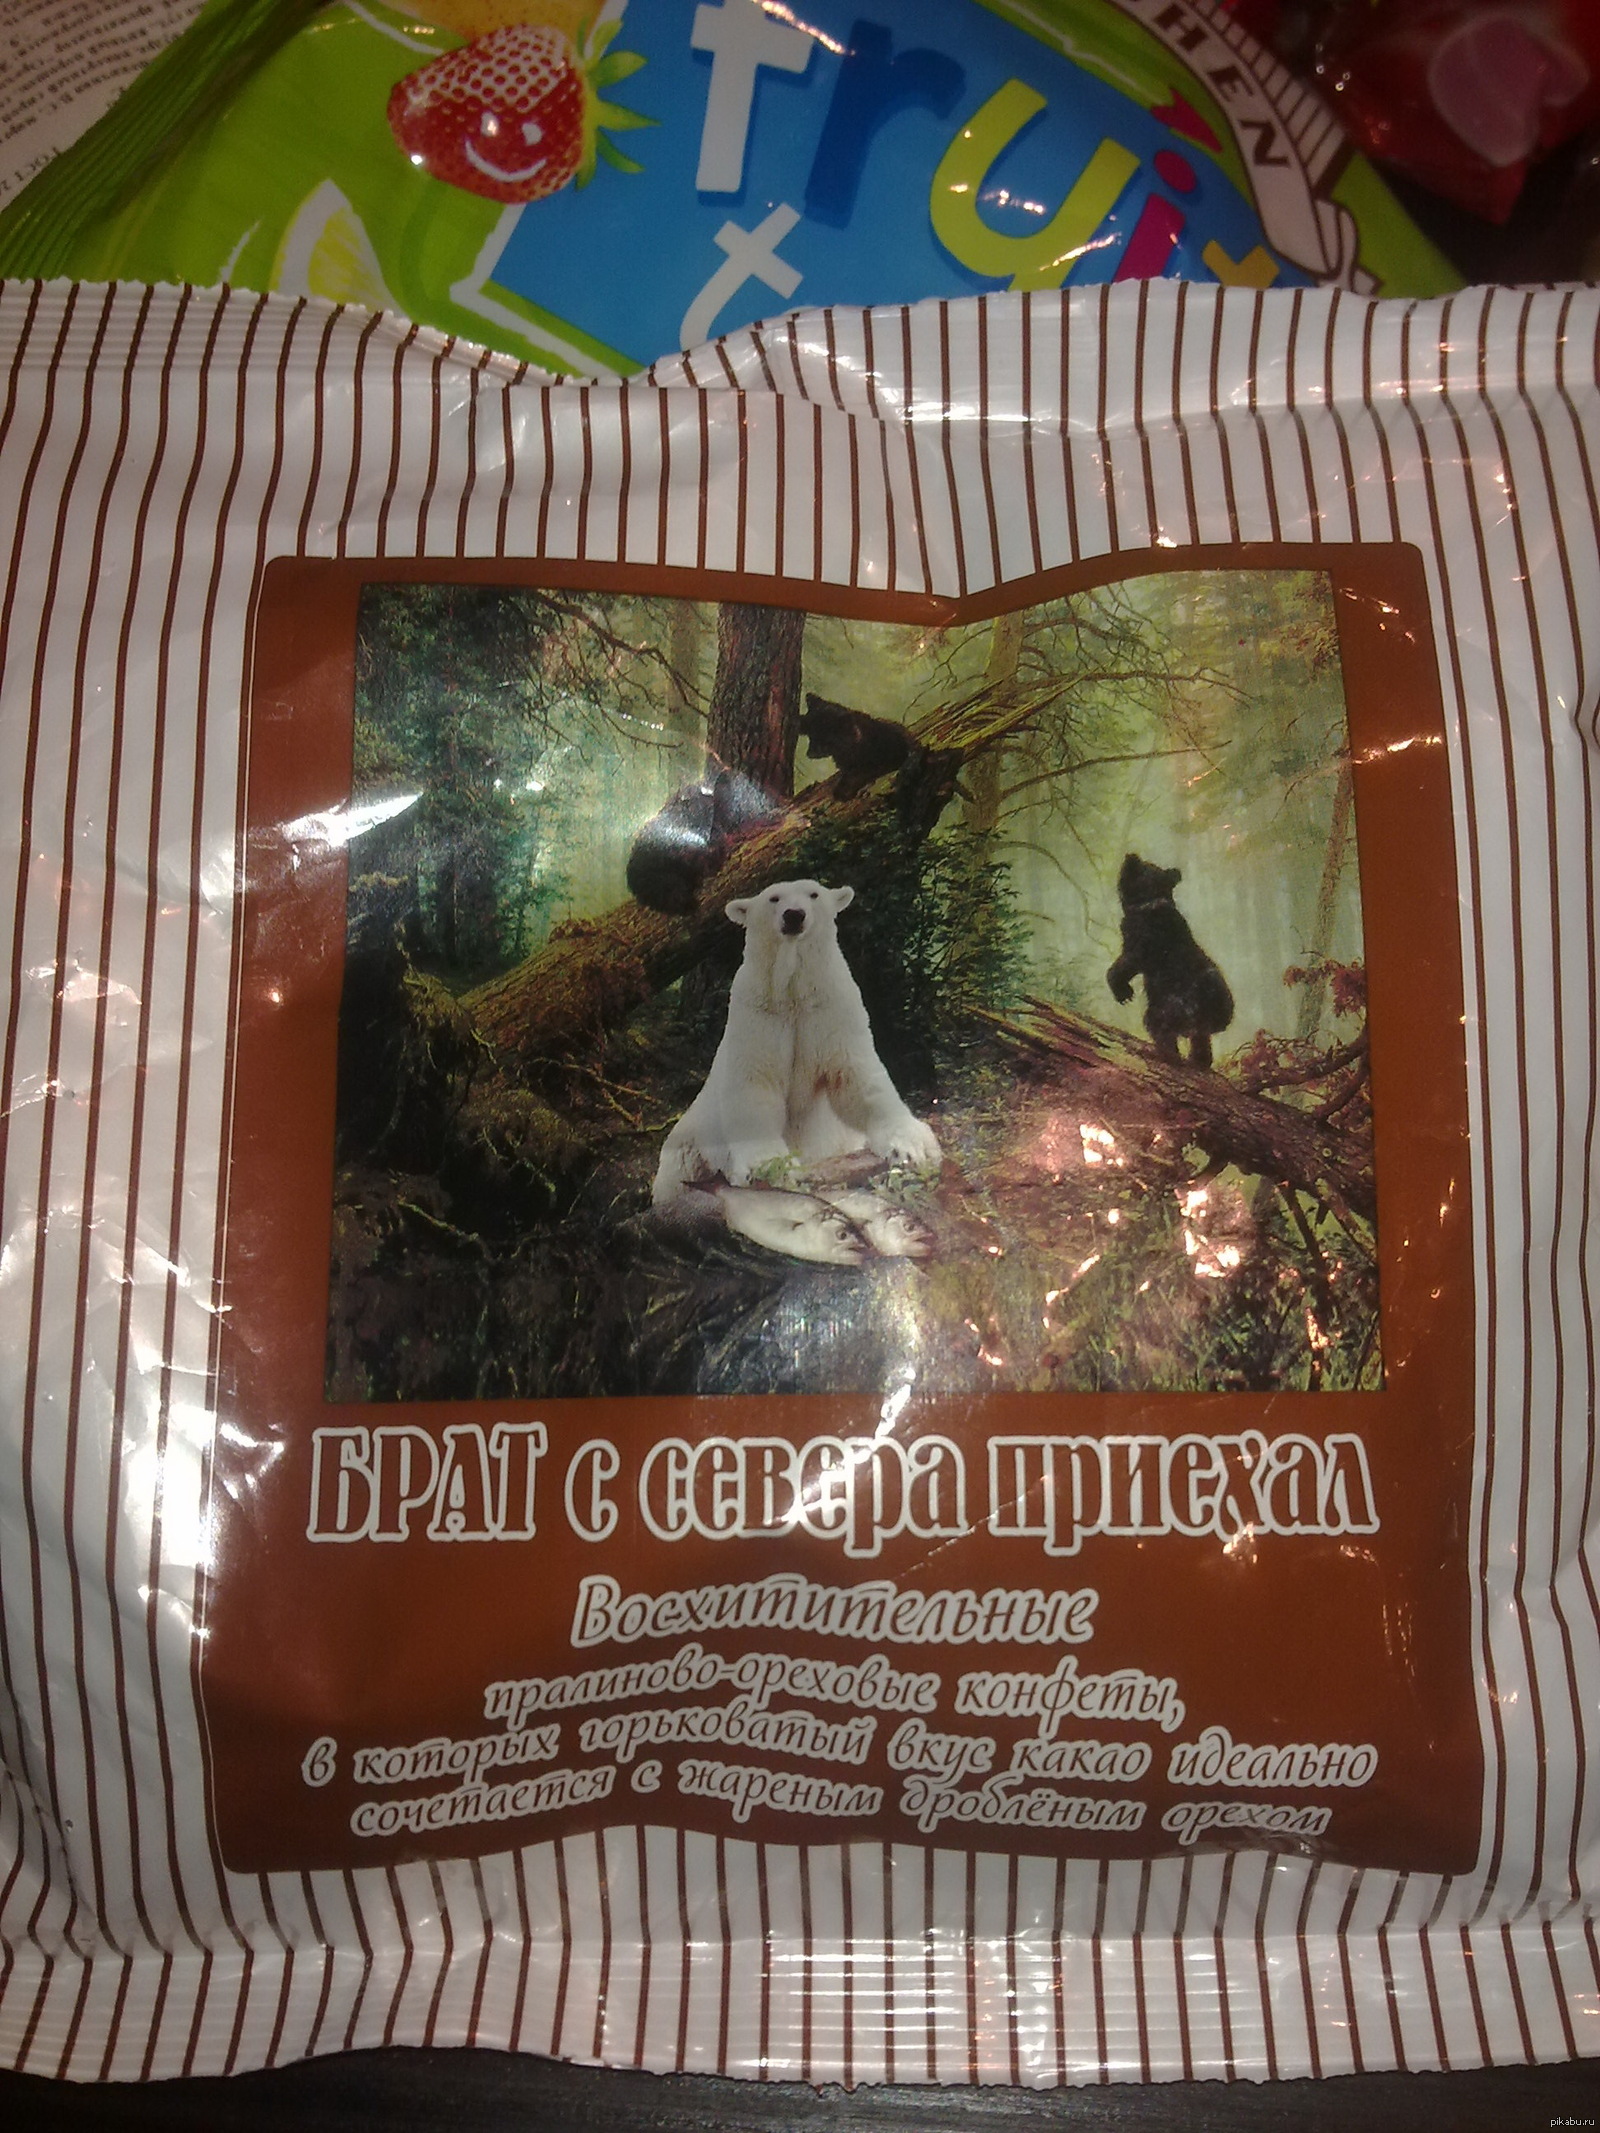 fruit
БРАТ с севера приехал
Восхитительные
пралиново-ореховые конфеты,
в которых горьковатый вкус какао идеально
сочетается с жареным дроблёным орехом
pikabu.ru